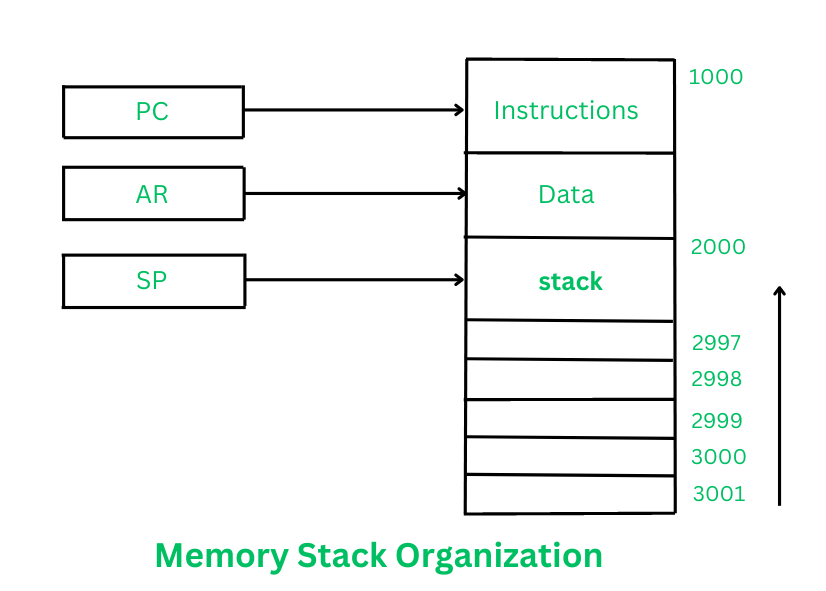 1000
PC
Instructions
AR
Data
2000
SP
stack
2997
2998
2999
3000
3001
Memory Stack Organization